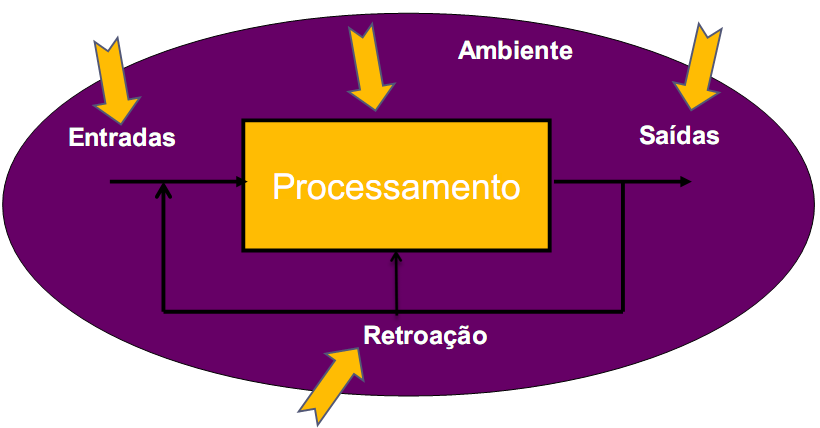 Ambiente
Entradas
Saídas
Processamento
Retroação